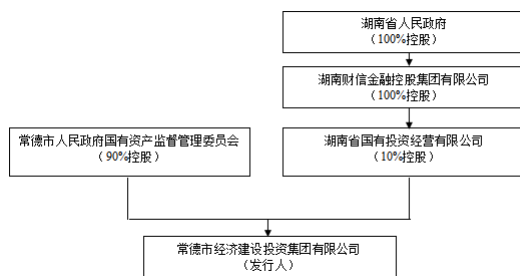 湖南省人民政府
（100%控股）
湖南财信金融控股集团有限公司
（100%控股）
常德市人民政府国有资产监督管理委员会
（90%控股）
湖南省国有投资经营有限公司
（10%控股）
常德市经济建设投资集团有限公司
（发行人）